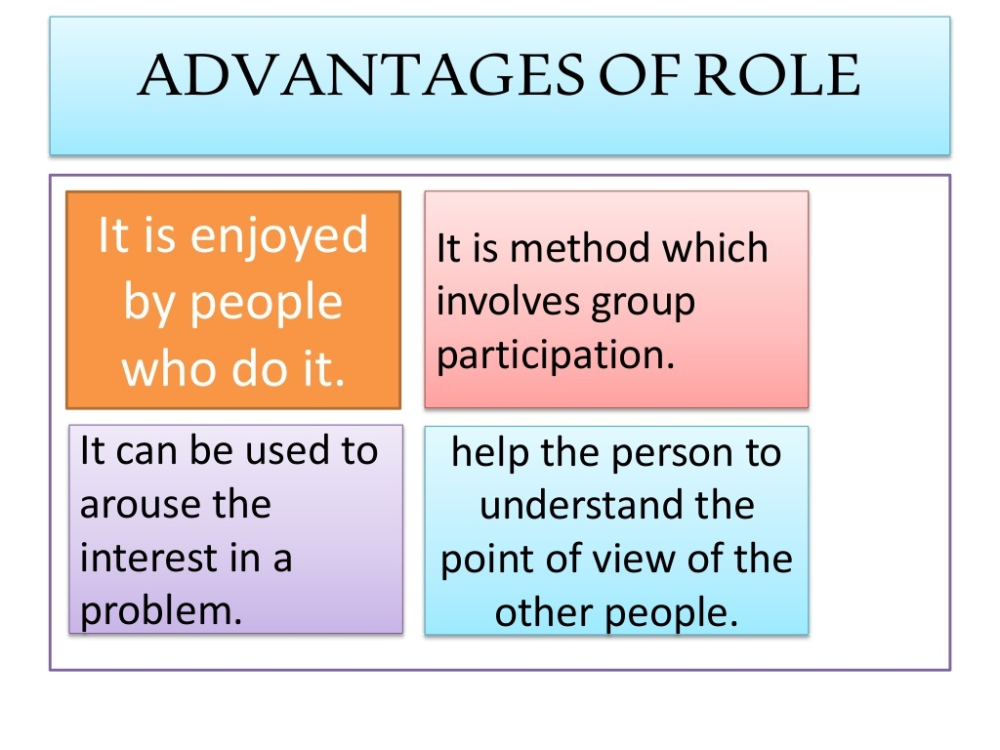 ADVANTAGES OF ROLE
It is enjoyed
by people
who do it.
It is method which
involves group
participation.
It can be used to
arouse the
interest in a
problem.
help the person to
understand the
point of view of the
other people.